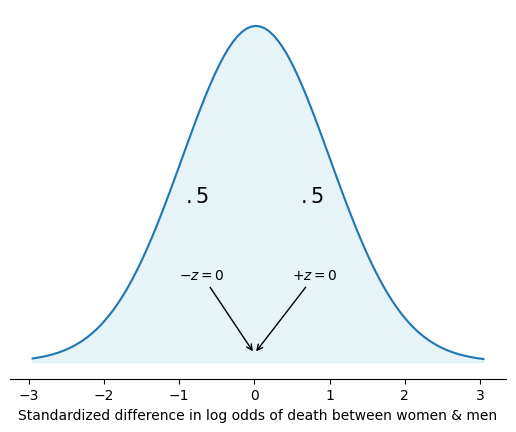 .5 .5
−z = 0 +z = 0
−3 −2 −1 0 1 2 3
Standardized difference in log odds of death between women & men